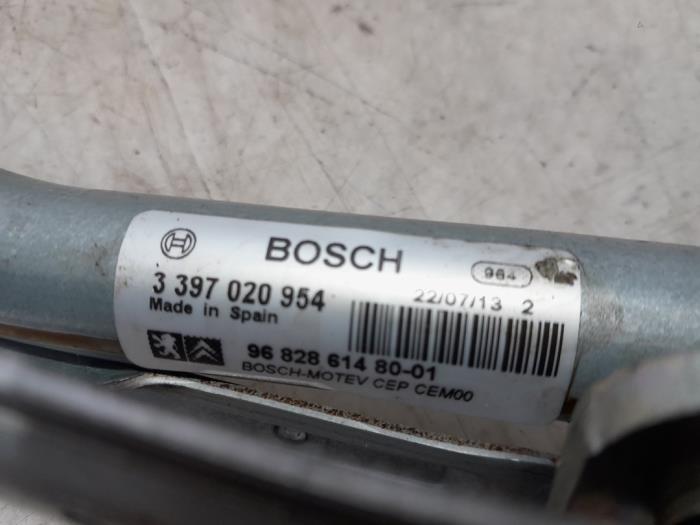 BOSCH
964
3 397 020 954
22/07/13 2
Made in Spain
96 828 614 80-01
BOSCH-MOTEV CEP CEM00